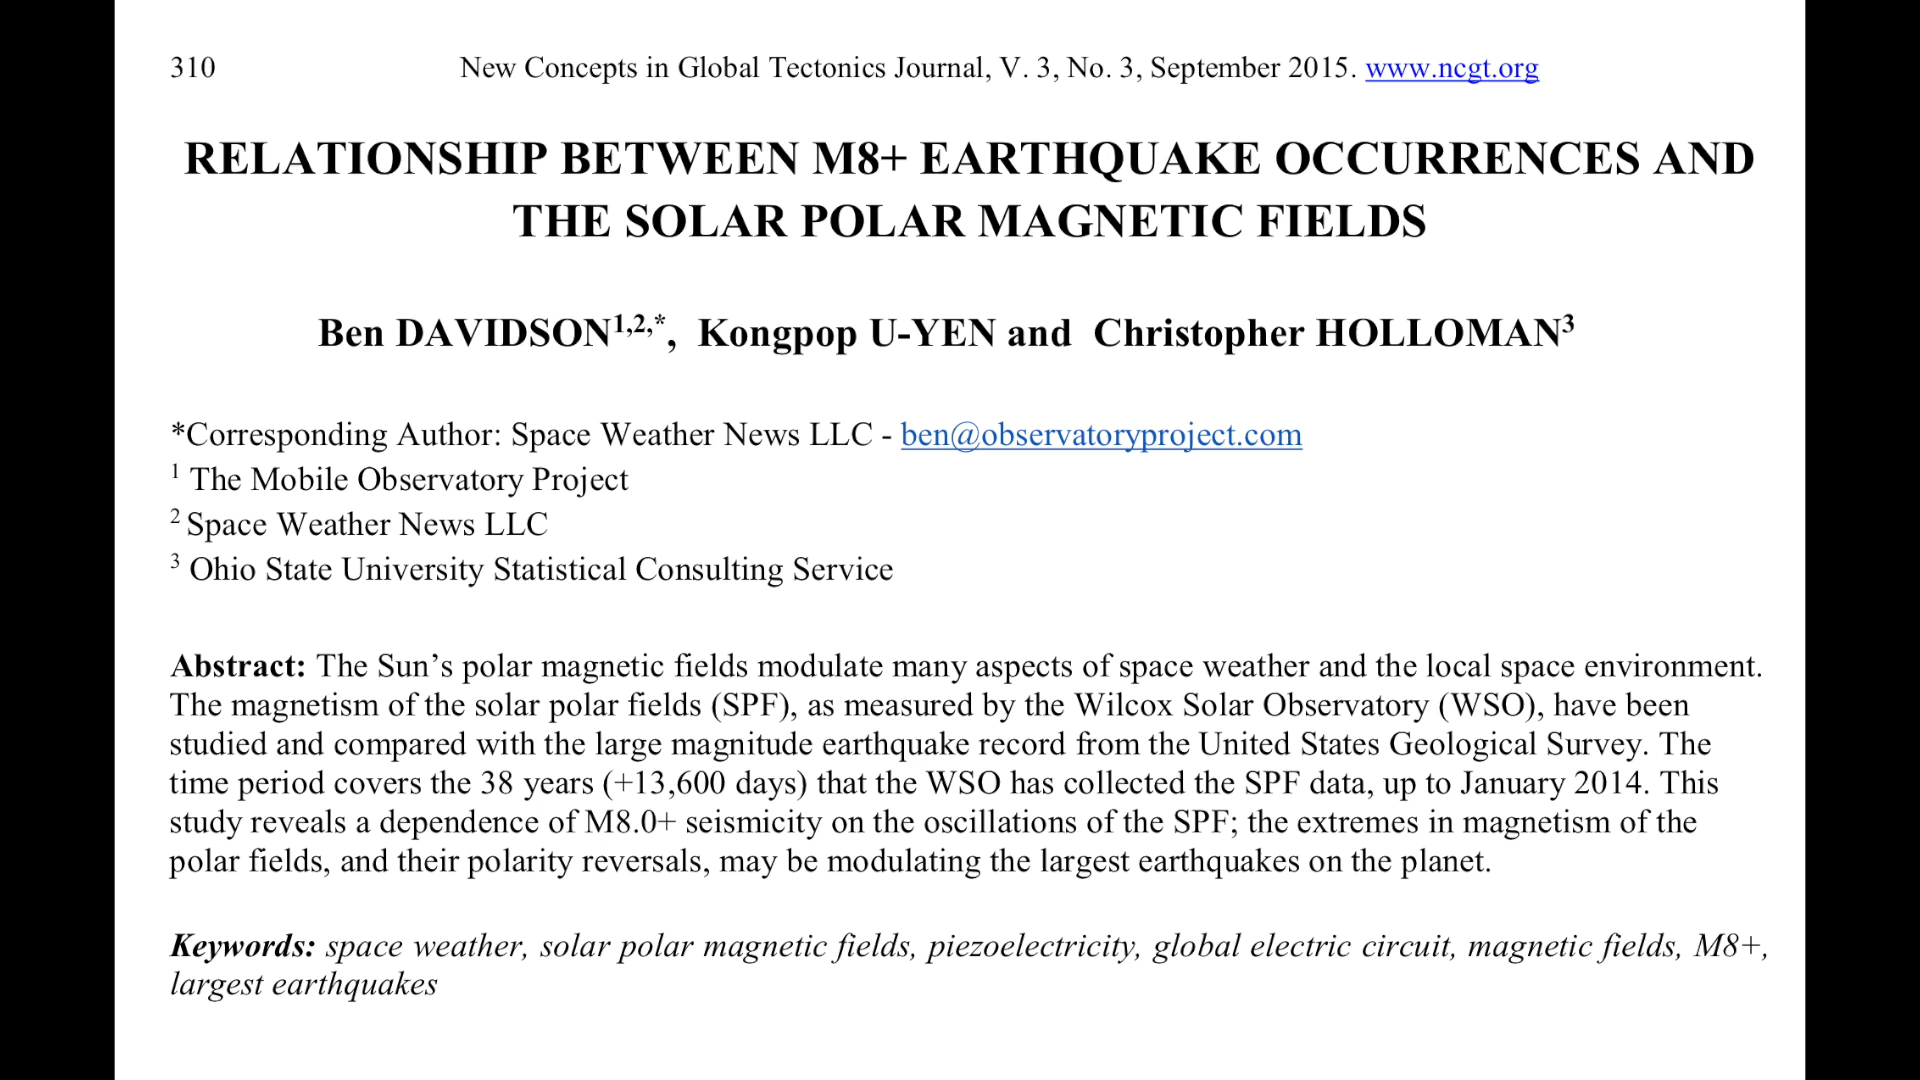 310 New Concepts in Global Tectonics Journal, V. 3, No. 3, September 2015. www.ncgt.org
RELATIONSHIP BETWEEN M8+ EARTHQUAKE OCCURRENCES AND
THE SOLAR POLAR MAGNETIC FIELDS
Ben DAVIDSON1,2,*, Kongpop U-YEN and Christopher HOLLOMAN3
*Corresponding Author: Space Weather News LLC - ben@observatoryproject.com
1 The Mobile Observatory Project
2 Space Weather News LLC
3 Ohio State University Statistical Consulting Service
Abstract: The Sun’s polar magnetic fields modulate many aspects of space weather and the local space environment.
The magnetism of the solar polar fields (SPF), as measured by the Wilcox Solar Observatory (WSO), have been
studied and compared with the large magnitude earthquake record from the United States Geological Survey. The
time period covers the 38 years (+13,600 days) that the WSO has collected the SPF data, up to January 2014. This
study reveals a dependence of M8.0+ seismicity on the oscillations of the SPF; the extremes in magnetism of the
polar fields, and their polarity reversals, may be modulating the largest earthquakes on the planet.
Keywords: space weather, solar polar magnetic fields, piezoelectricity, global electric circuit, magnetic fields, M8+,
largest earthquakes